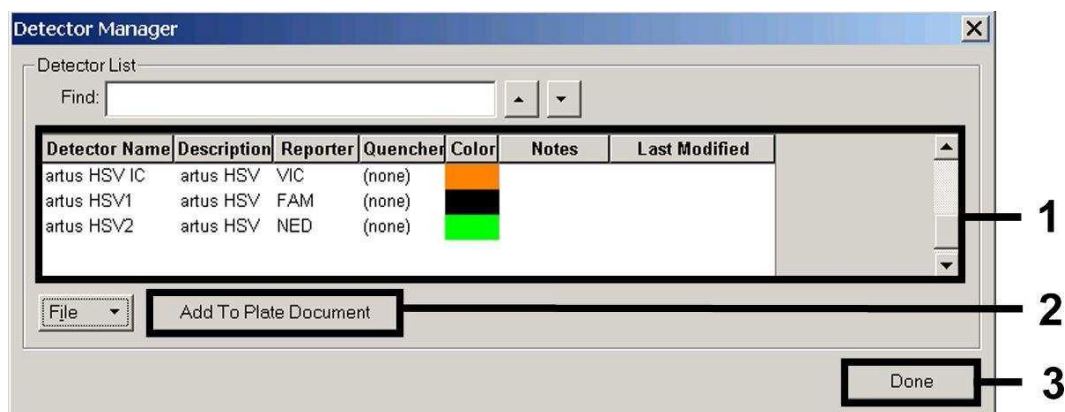 Detector Manager
Detector List
Find:
Detector Name Description Reporter Quencher Color Notes Last Modified
artus HSV IC artus HSV VIC (none)
artus HSV1 artus HSV FAM (none)
artus HSV2 artus HSV NED (none)
1
File Add To Plate Document 2
Done 3